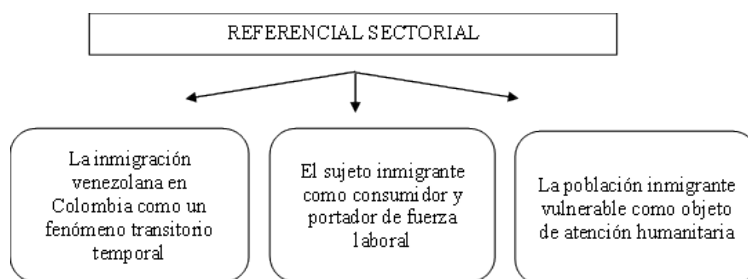 REFERENCIAL SECTORIAL
La inmigración
venezolana en
Colombia como un
fenómeno transitorio
temporal
El sujeto inmigrante
como consumidor y
portador de fuerza
laboral
La población inmigrante
vulnerable como objeto
de atención humanitaria